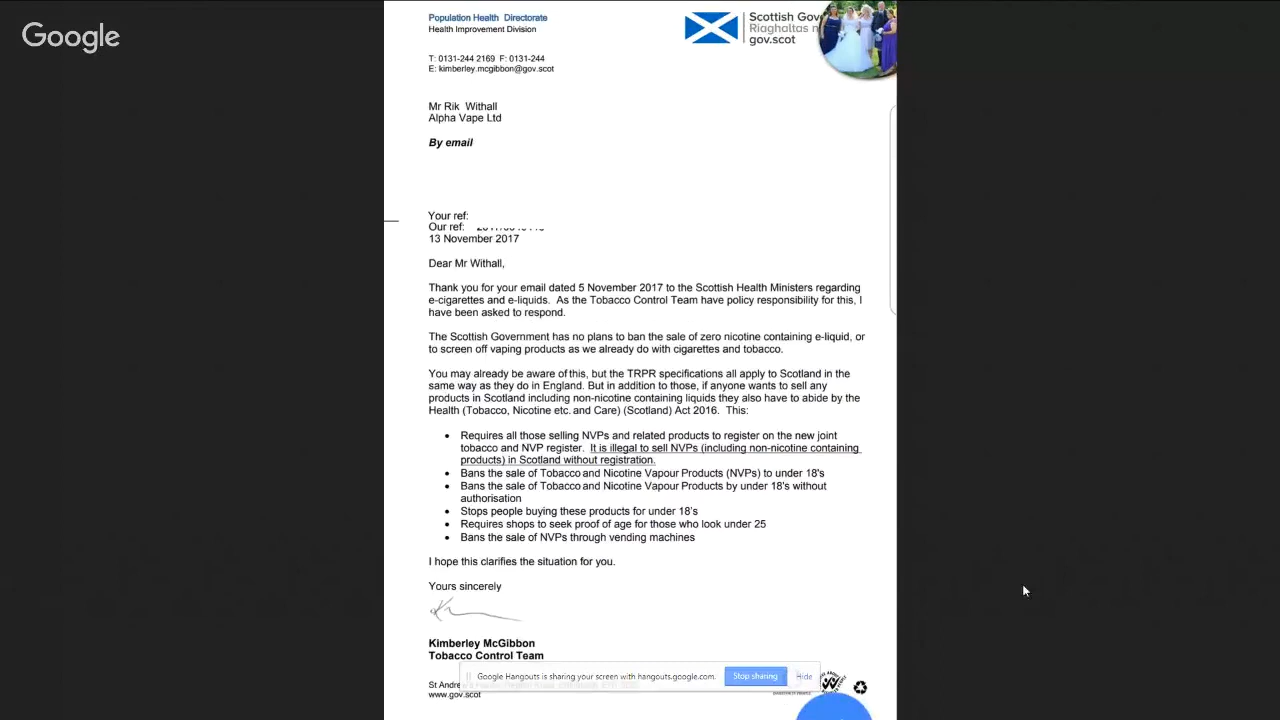 Google
Population Health Directorate
Health Improvement Division
Scottish Gov
Riaghaltas n
gov.scot
T: 0131-244 2169 F: 0131-244
E: kimberley.mcgibbon@gov.scot
Mr Rik Withall
Alpha Vape Ltd
By email
Your ref:
Our ref:
13 November 2017
Dear Mr Withall,
Thank you for your email dated 5 November 2017 to the Scottish Health Ministers regarding
e-cigarettes and e-liquids. As the Tobacco Control Team have policy responsibility for this, I
have been asked to respond.
The Scottish Government has no plans to ban the sale of zero nicotine containing e-liquid, or
to screen off vaping products as we already do with cigarettes and tobacco.
You may already be aware of this, but the TRPR specifications all apply to Scotland in the
same way as they do in England. But in addition to those, if anyone wants to sell any
products in Scotland including non-nicotine containing liquids they also have to abide by the
Health (Tobacco, Nicotine etc. and Care) (Scotland) Act 2016. This:
• Requires all those selling NVPs and related products to register on the new joint
tobacco and NVP register. It is illegal to sell NVPs (including non-nicotine containing
products) in Scotland without registration.
• Bans the sale of Tobacco and Nicotine Vapour Products (NVPs) to under 18's
• Bans the sale of Tobacco and Nicotine Vapour Products by under 18's without
authorisation
• Stops people buying these products for under 18's
• Requires shops to seek proof of age for those who look under 25
• Bans the sale of NVPs through vending machines
I hope this clarifies the situation for you.
Yours sincerely
Kimberley McGibbon
Tobacco Control Team
Google Hangouts is sharing your screen with hangouts.google.com.
Stop sharing
Hide
St Andre
www.gov.scot